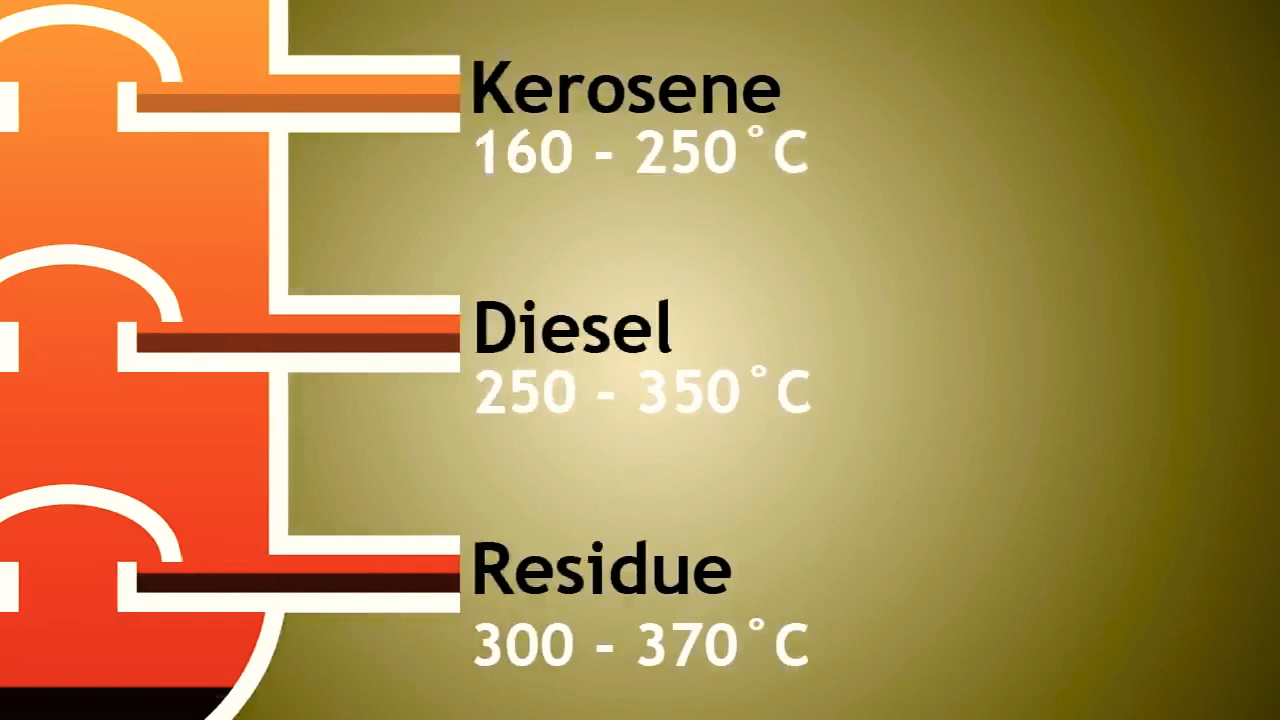 Kerosene
160 - 250˚C
Diesel
250 - 350˚C
Residue
300 - 370˚C